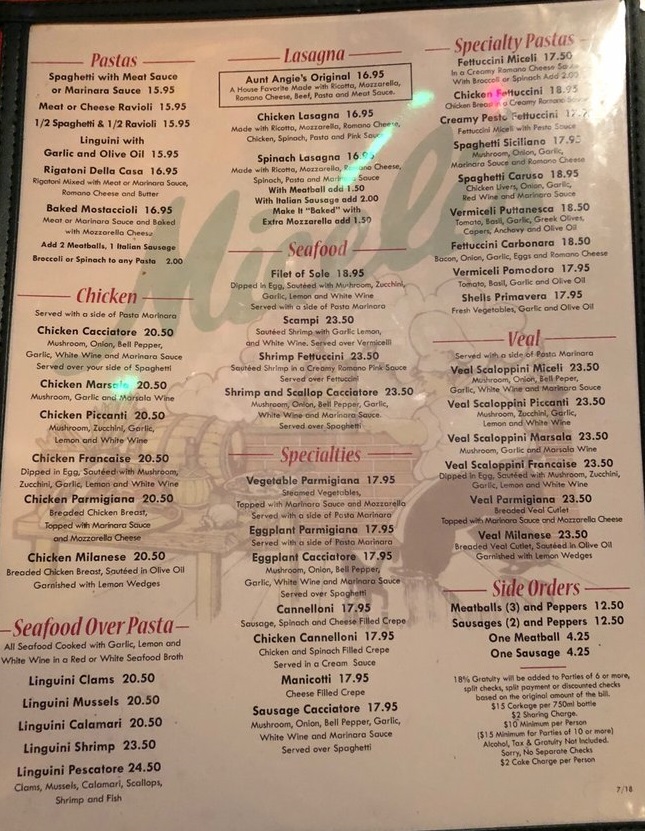 Pastas
Spaghetti with Meat Sauce
or Marinara Sauce 15.95
Meat or Cheese Ravioli 15.95
1/2 Spaghetti & 1/2 Ravioli 15.95
Linguini with
Garlic and Olive Oil 15.95
Rigatoni Della Casa 16.95
Rigatoni Mixed with Meat or Marinara Sauce,
Romano Cheese and Butter
Baked Mostaccioli 16.95
Meat or Marinara Sauce and Baked
with Mozzarella Cheese
Add 2 Meatballs, 1 Italian Sausage
Broccoli or Spinach to any Pasta 2.00
Chicken
Served with a side of Pasta Marinara
Chicken Cacciatore 20.50
Mushroom, Onion, Bell Pepper,
Garlic, White Wine and Marinara Sauce
Served over your side of Spaghetti
Chicken Marsala 20.50
Mushroom, Garlic and Marsala Wine
Chicken Piccanti 20.50
Mushroom, Zucchini, Garlic,
Lemon and White Wine
Chicken Francaise 20.50
Dipped in Egg, Sautéed with Mushroom,
Zucchini, Garlic, Lemon and White Wine
Chicken Parmigiana 20.50
Breaded Chicken Breast,
Topped with Marinara Sauce
and Mozzarella Cheese
Chicken Milanese 20.50
Breaded Chicken Breast, Sautéed in Olive Oil
Garnished with Lemon Wedges
Seafood Over Pasta
All Seafood Cooked with Garlic, Lemon and
White Wine in a Red or White Seafood Broth
Linguini Clams 20.50
Linguini Mussels 20.50
Linguini Calamari 20.50
Linguini Shrimp 23.50
Linguini Pescatore 24.50
Clams, Mussels, Calamari, Scallops,
Shrimp and Fish
Lasagna
Aunt Angie's Original 16.95
A House Favorite Made with Ricotta, Mozzarella,
Romano Cheese, Beef, Pasta and Meat Sauce.
Chicken Lasagna 16.95
Made with Ricotta, Mozzarella, Romano Cheese,
Chicken, Spinach, Pasta and Pink Sauce
Spinach Lasagna 16.95
Made with Ricotta, Mozzarella, Romano Cheese,
Spinach, Pasta and Marinara Sauce
With Meatball add 1.50
With Italian Sausage add 2.00
Make It "Baked" with
Extra Mozzarella add 1.50
Seafood
Filet of Sole 18.95
Dipped in Egg, Sautéed with Mushroom, Zucchini,
Garlic, Lemon and White Wine
Served with a side of Pasta Marinara
Scampi 23.50
Sautéed Shrimp with Garlic Lemon,
and White Wine. Served over Vermicelli
Shrimp Fettuccini 23.50
Sautéed Shrimp in a Creamy Romano Pink Sauce
Served over Fettuccini
Shrimp and Scallop Cacciatore 23.50
Mushroom, Onion, Bell Pepper, Garlic,
White Wine and Marinara Sauce.
Served over Spaghetti
Specialties
Vegetable Parmigiana 17.95
Steamed Vegetables,
Topped with Marinara Sauce and Mozzarella
Served with a side of Pasta Marinara
Eggplant Parmigiana 17.95
Served with a side of Pasta Marinara
Eggplant Cacciatore 17.95
Mushroom, Onion, Bell Pepper,
Garlic, White Wine and Marinara Sauce
Served over Spaghetti
Cannelloni 17.95
Sausage, Spinach and Cheese Filled Crepe
Chicken Cannelloni 17.95
Chicken and Spinach Filled Crepe
Served in a Cream Sauce
Manicotti 17.95
Cheese Filled Crepe
Sausage Cacciatore 17.95
Mushroom, Onion, Bell Pepper, Garlic,
White Wine and Marinara Sauce
Served over Spaghetti
Specialty Pastas
Fettuccini Miceli 17.50
In a Creamy Romano Cheese Sauce
With Broccoli or Spinach Add 2.00
Chicken Fettuccini 18.95
Chicken Breast in a Creamy Romano Sauce
Creamy Pesto Fettuccini
Fettuccini Miceli with Pesto Sauce
Spaghetti Siciliano 17.95
Mushroom, Onion, Garlic,
Marinara Sauce and Romano Cheese
Spaghetti Caruso 18.95
Chicken Livers, Onion, Garlic,
Red Wine and Marinara Sauce
Vermiceli Puttanesca 18.50
Tomato, Basil, Garlic, Greek Olives,
Capers, Anchovy and Olive Oil
Fettuccini Carbonara 18.50
Bacon, Onion, Garlic, Eggs and Romano Cheese
Vermiceli Pomodoro 17.95
Tomato, Basil, Garlic and Olive Oil
Shells Primavera 17.95
Fresh Vegetables, Garlic and Olive Oil
Veal
Served with a side of Pasta Marinara
Veal Scaloppini Miceli 23.50
Mushroom, Onion, Bell Peper,
Garlic, White Wine and Marinara Sauce
Veal Scaloppini Piccanti 23.50
Mushroom, Zucchini, Garlic,
Lemon and White Wine
Veal Scaloppini Marsala 23.50
Mushroom, Garlic and Marsala Wine
Veal Scaloppini Francaise 23.50
Dipped in Egg, Sautéed with Mushroom, Zucchini,
Garlic, Lemon and White Wine
Veal Parmigiana 23.50
Breaded Veal Cutlet
Topped with Marinara Sauce and Mozzarella Cheese
Veal Milanese 23.50
Breaded Veal Cutlet, Sautéed in Olive Oil
Garnished with Lemon Wedges
Side Orders
Meatballs (3) and Peppers 12.50
Sausages (2) and Peppers 12.50
One Meatball 4.25
One Sausage 4.25
18% Gratuity will be added to Parties of 6 or more,
split checks, split payment or discounted checks
based on the original amount of the bill.
$15 Corkage per 750ml bottle
$2 Sharing Charge.
$10 Minimum per Person
($15 Minimum for Parties of 10 or more)
Alcohol, Tax & Gratuity Not Included.
Sorry, No Separate Checks
$2 Cake Charge per Person
7/18